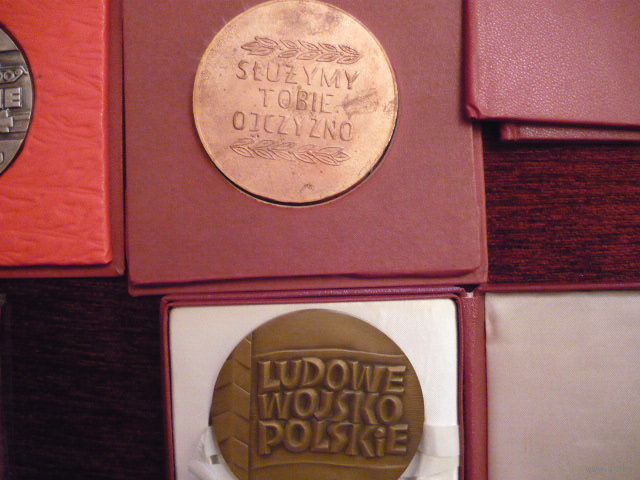 SŁUŻYMY
TOBIE
OJCZYZNO
LUDOWE
WOJSKO
POLSKIE